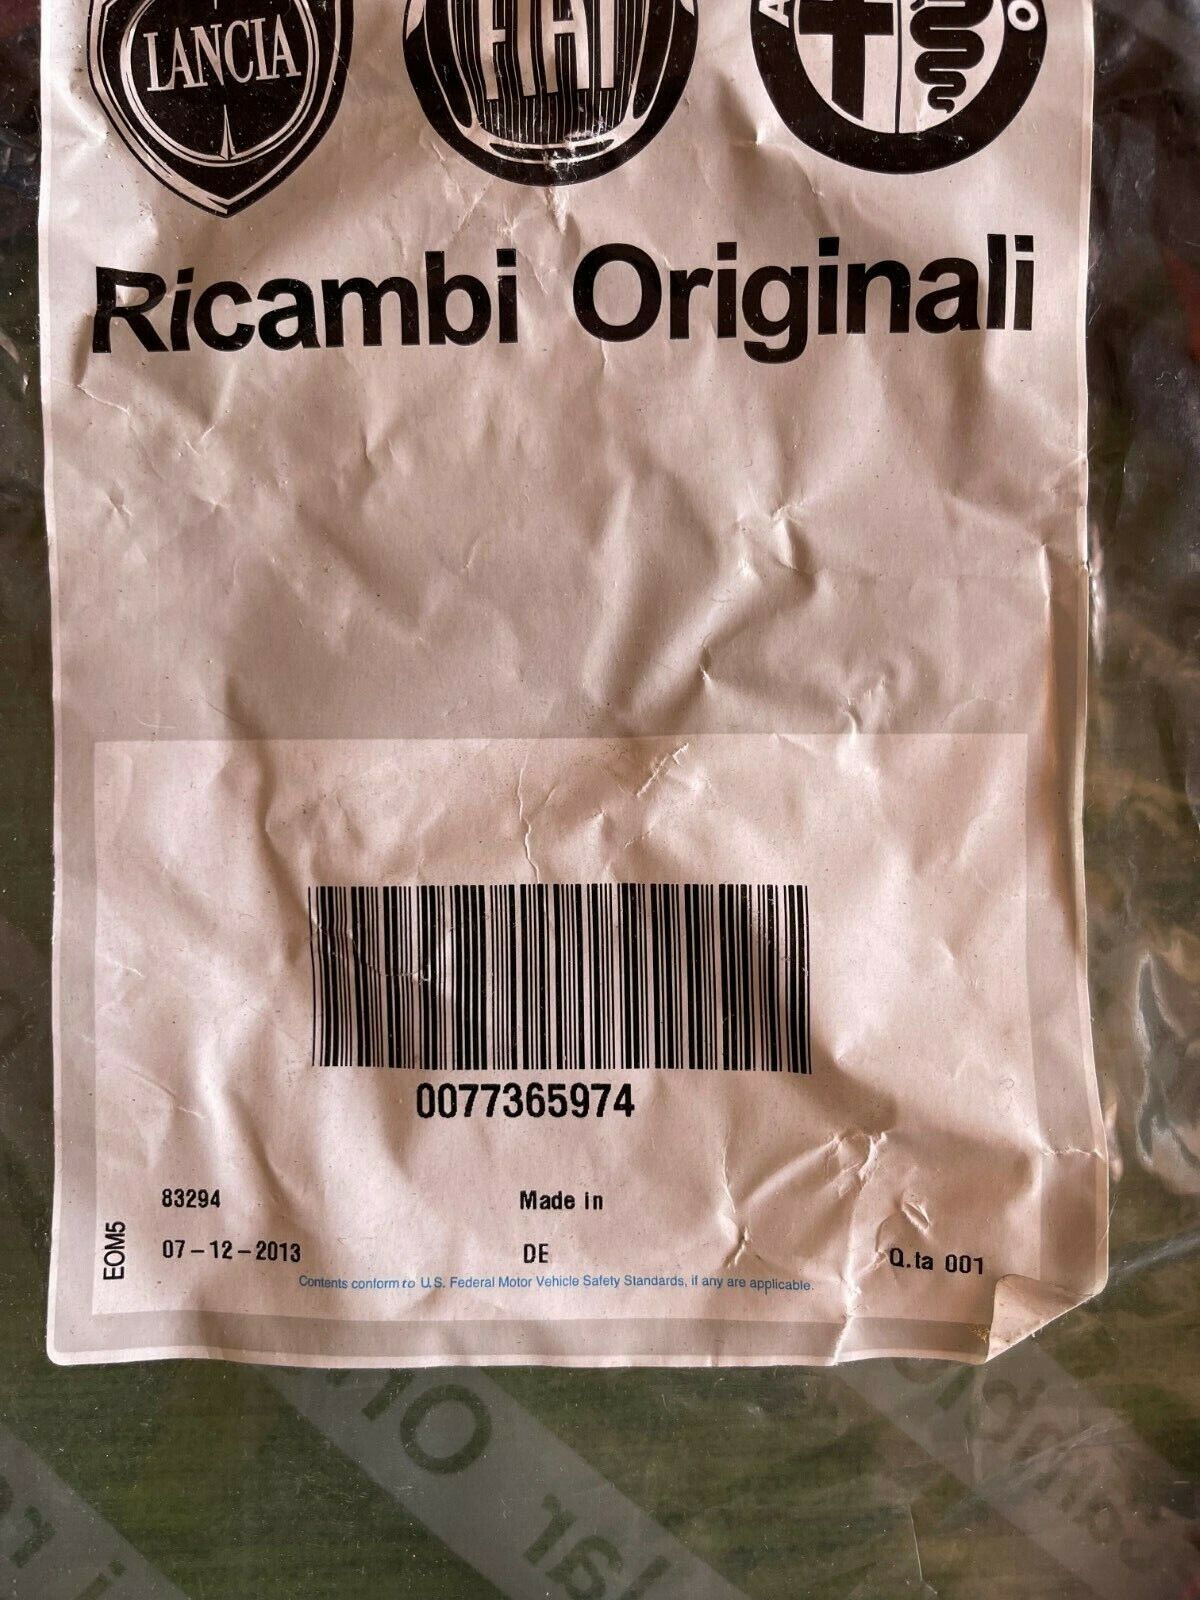 LANCIA
FIAT
A
O
Ricambi Originali
0077365974
83294
Made in
EOM5
07-12-2013
DE
Q.ta 001
Contents conform to U.S. Federal Motor Vehicle Safety Standards, if any are applicable.